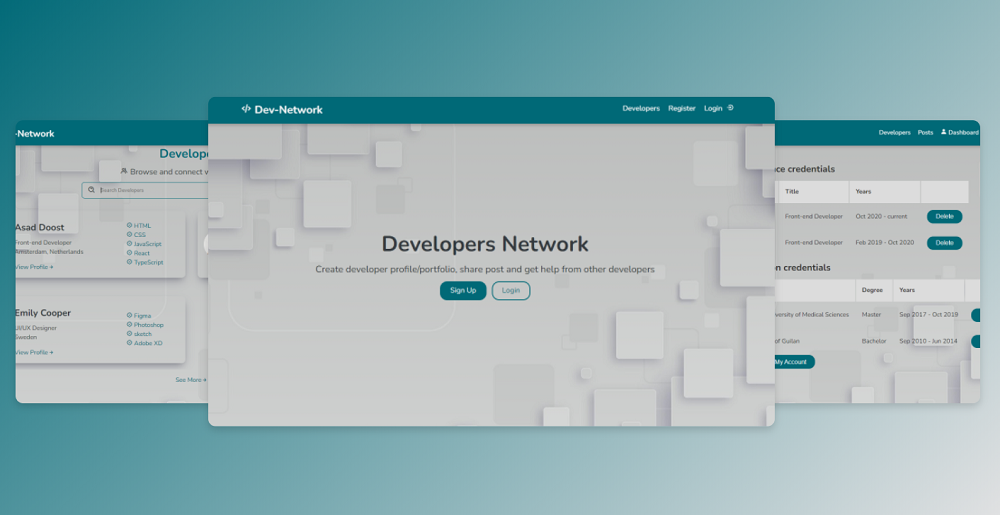 Dev-Network
Developers Register Login
Developers Network
Create developer profile/portfolio, share post and get help from other developers
Sign Up Login
-Network
Develope
Browse and connect w
Search Developers
Asad Doost
Front-end Developer
Amsterdam, Netherlands
View Profile
HTML
CSS
JavaScript
React
TypeScript
Emily Cooper
UI/UX Designer
Sweden
View Profile
Figma
Photoshop
sketch
Adobe XD
See More
Developers Posts Dashboard
ce credentials
Title Years
Front-end Developer Oct 2020 - current Delete
Front-end Developer Feb 2019 - Oct 2020 Delete
n credentials
Degree Years
versity of Medical Sciences Master Sep 2017 - Oct 2019
of Guilan Bachelor Sep 2010 - Jun 2014
My Account